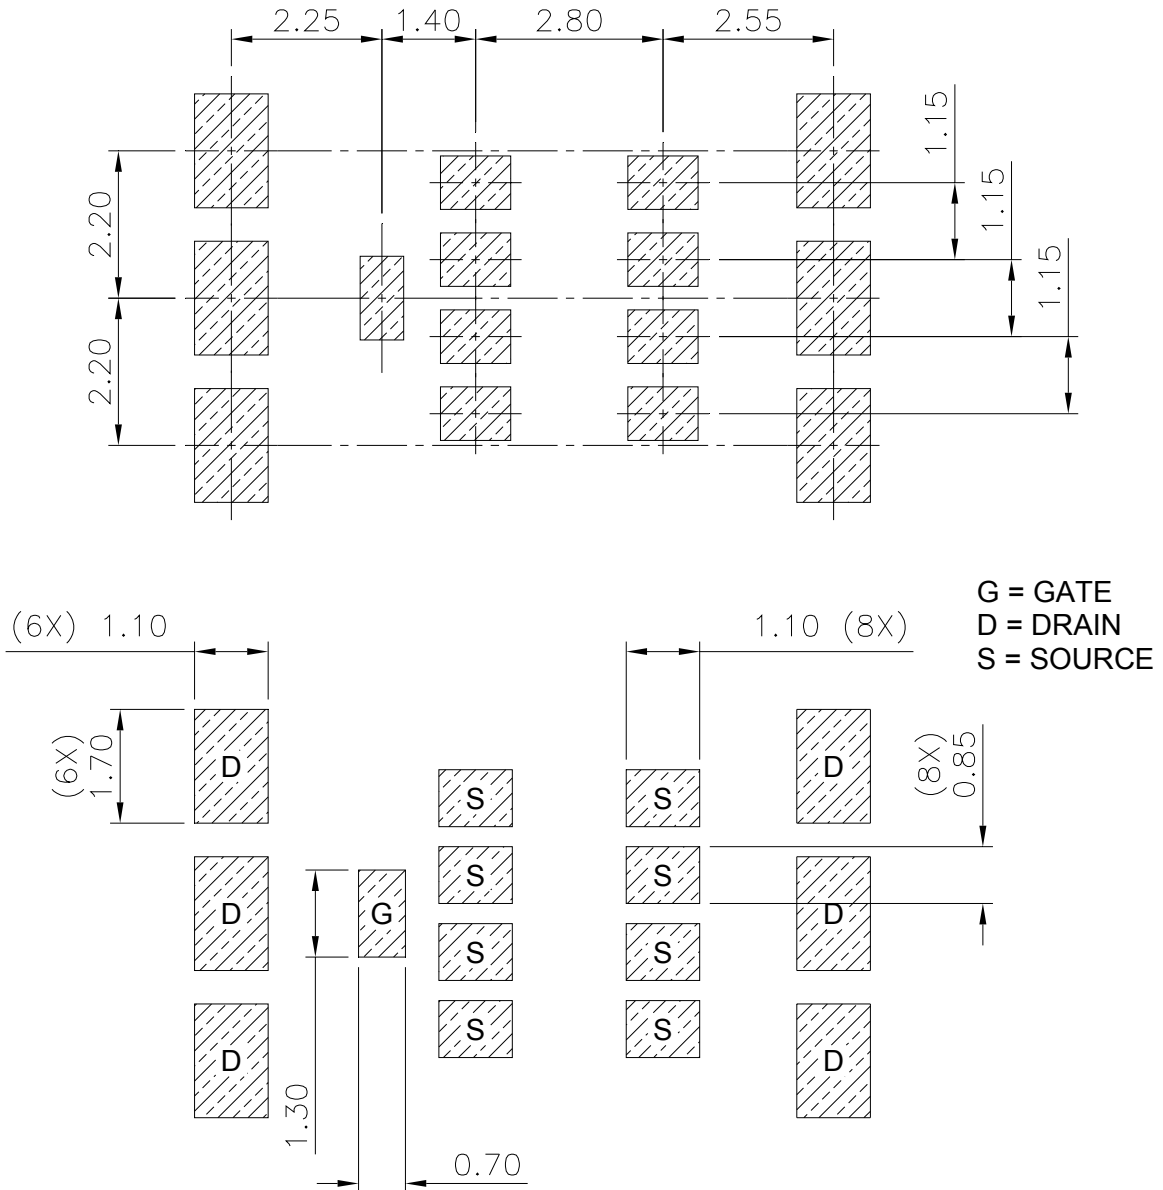 2.25
1.40
2.80
2.55
1.15
1.15
1.15
2.20
2.20
G = GATE
D = DRAIN
S = SOURCE
(6X) 1.10
1.10 (8X)
(6X)
1.70
(8X)
0.85
D
D
S
S
S
S
D
G
D
S
S
S
S
D
D
1.30
0.70